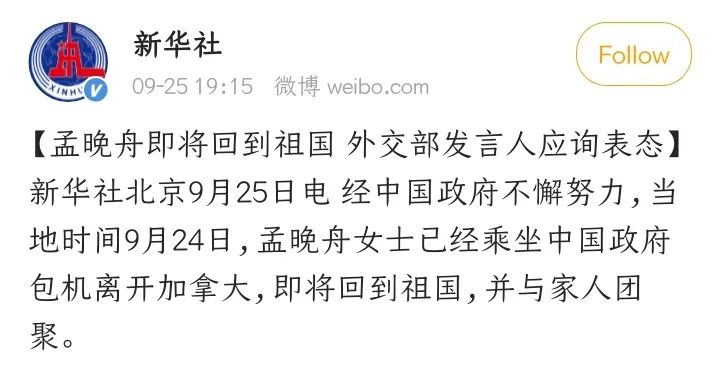 新华社
Follow
09-25 19:15 微博 weibo.com
【孟晚舟即将回到祖国 外交部发言人应询表态】
新华社北京9月25日电 经中国政府不懈努力，当
地时间9月24日，孟晚舟女士已经乘坐中国政府
包机离开加拿大，即将回到祖国，并与家人团
聚。